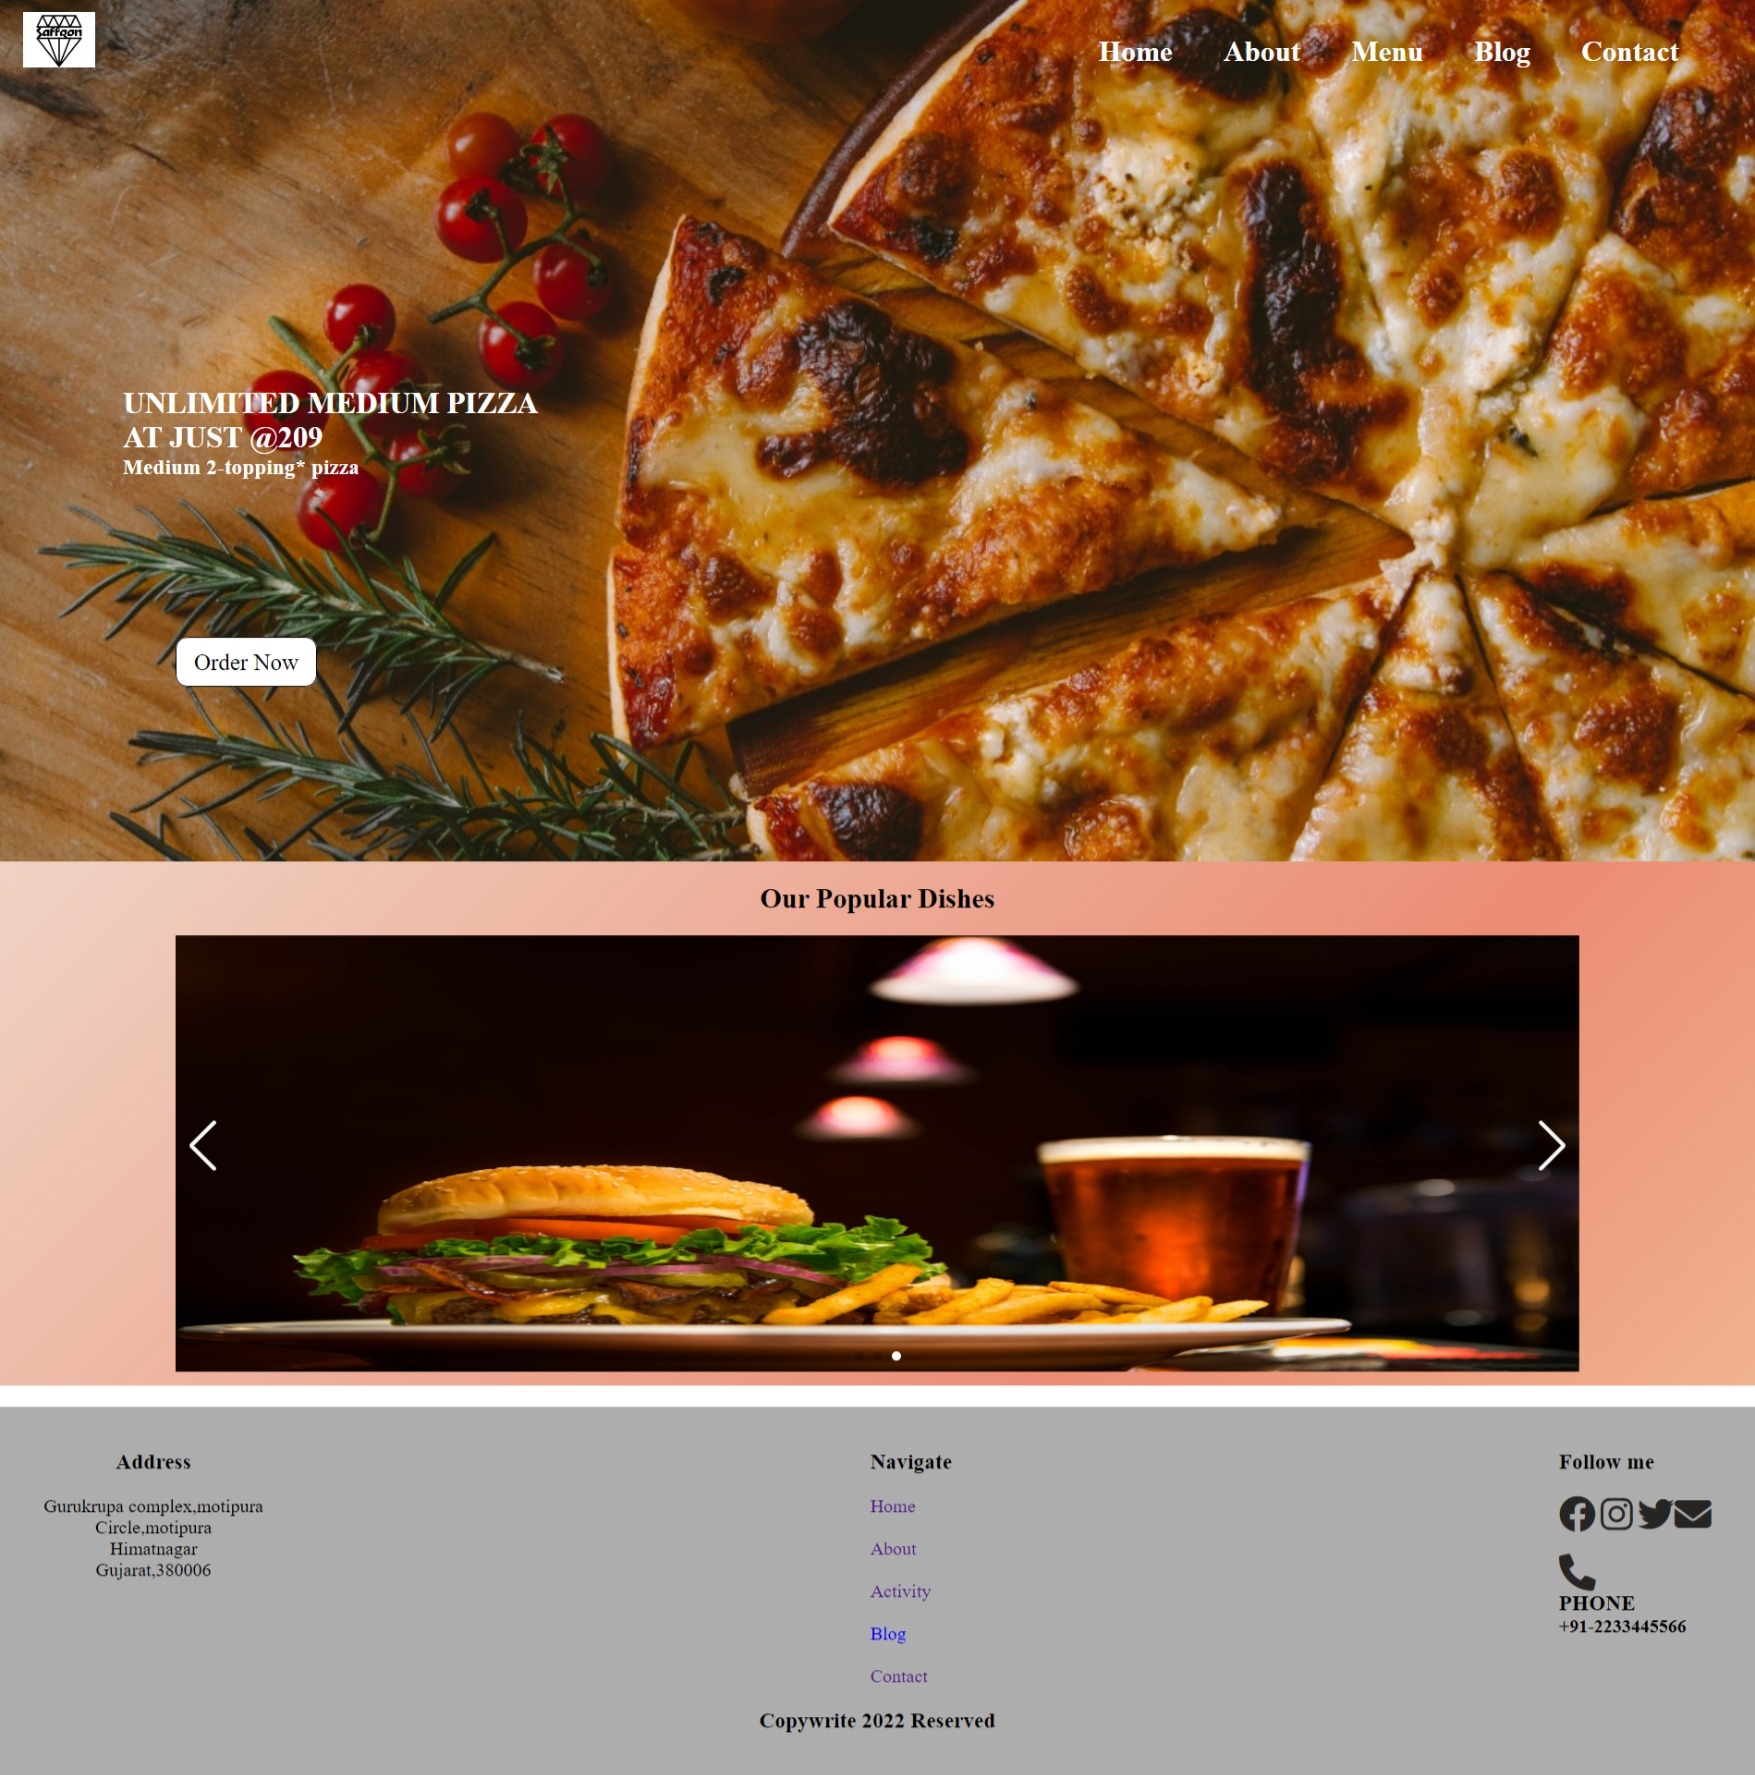 Saffron
Home About Menu Blog Contact
UNLIMITED MEDIUM PIZZA
AT JUST @209
Medium 2-topping* pizza
Order Now
Our Popular Dishes
Address
Gurukrupa complex,motipura
Circle,motipura
Himatnagar
Gujarat,380006
Navigate
Home
About
Activity
Blog
Contact
Follow me
PHONE
+91-2233445566
Copywrite 2022 Reserved